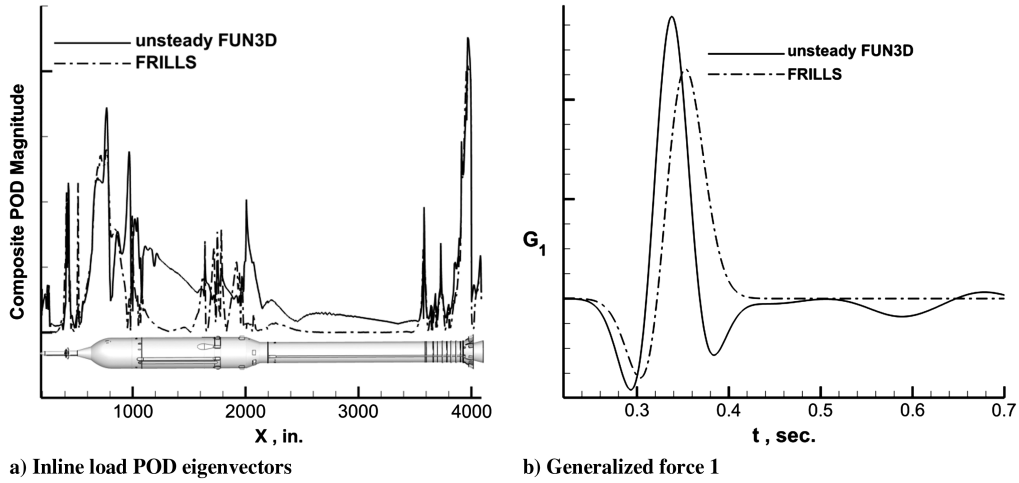 unsteady FUN3D
FRILLS
Composite POD Magnitude
1000
2000
3000
4000
X , in.
a) Inline load POD eigenvectors
unsteady FUN3D
FRILLS
G1
0.3
0.4
0.5
0.6
0.7
t , sec.
b) Generalized force 1